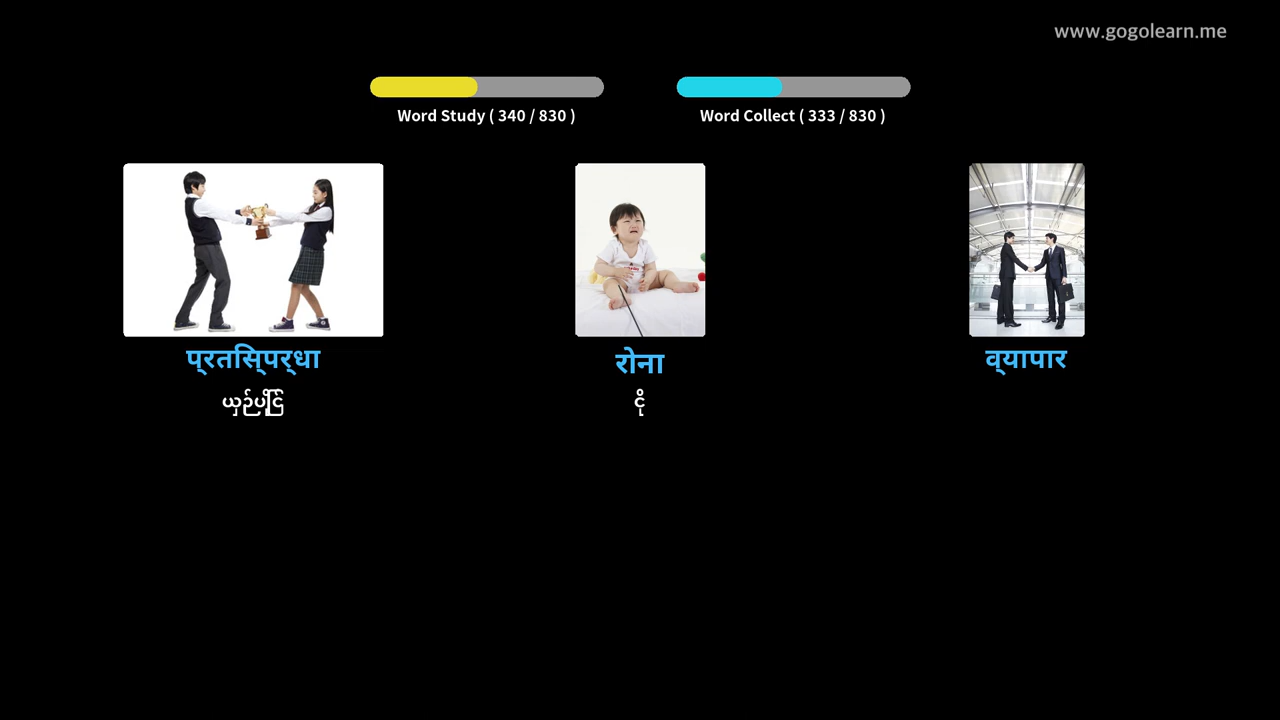 www.gogolearn.me
Word Study ( 340 / 830 )
Word Collect ( 333 / 830 )
प्रतिस्पर्धा
ယှဉ်ပြိုင်
रोना
ငို
व्यापार